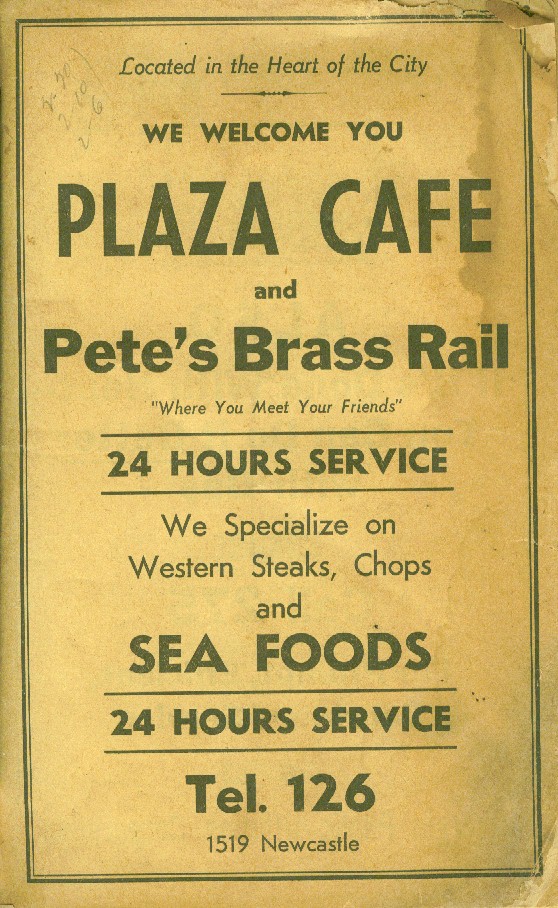 Located in the Heart of the City
WE WELCOME YOU
PLAZA CAFE
and
Pete's Brass Rail
"Where You Meet Your Friends"
24 HOURS SERVICE
We Specialize on
Western Steaks, Chops
and
SEA FOODS
24 HOURS SERVICE
Tel. 126
1519 Newcastle